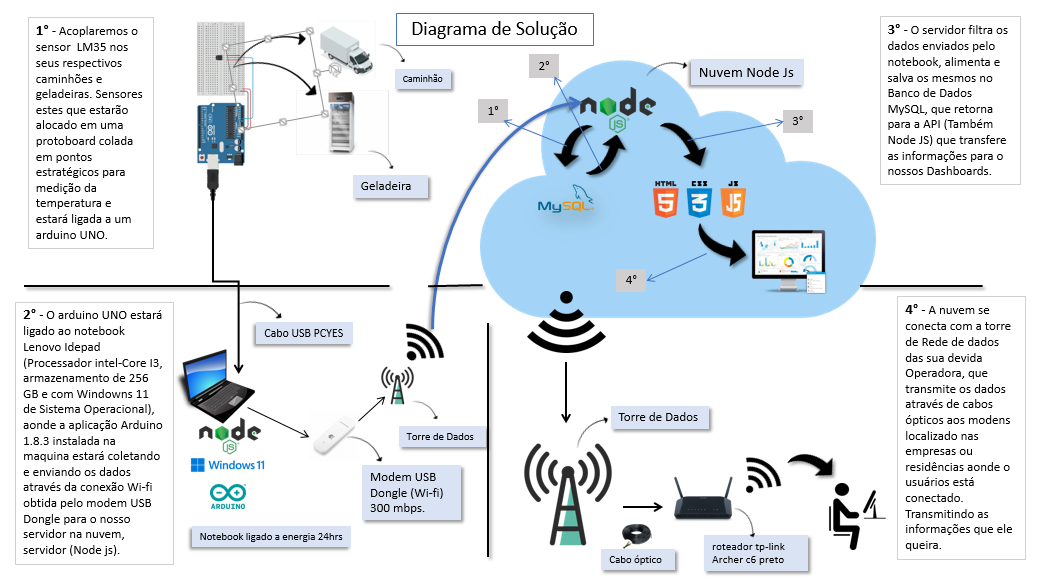 Diagrama de Solução
1° - Acoplaremos o
sensor LM35 nos
seus respectivos
caminhões e
geladeiras. Sensores
estes que estarão
alocado em uma
protoboard colada
em pontos
estratégicos para
medição da
temperatura e
estará ligada a um
arduino UNO.
Caminhão
Geladeira
2°
1°
3°
4°
Nuvem Node Js
node
JS
MySQL
HTML
CSS
JS
5
3
JS
3° - O servidor filtra os
dados enviados pelo
notebook, alimenta e
salva os mesmos no
Banco de Dados
MySQL, que retorna
para a API (Também
Node JS) que transfere
as informações para o
nossos Dashboards.
2° - O arduino UNO estará
ligado ao notebook
Lenovo Idepad
(Processador intel-Core I3,
armazenamento de 256
GB e com Windowns 11
de Sistema Operacional),
aonde a aplicação Arduino
1.8.3 instalada na
maquina estará coletando
e enviando os dados
através da conexão Wi-fi
obtida pelo modem USB
Dongle para o nosso
servidor na nuvem,
servidor (Node js).
Cabo USB PCYES
node
JS
Windows 11
ARDUINO
Notebook ligado a energia 24hrs
Torre de Dados
Modem USB
Dongle (Wi-fi)
300 mbps.
Torre de Dados
Cabo óptico
roteador tp-link
Archer c6 preto
4° - A nuvem se
conecta com a torre
de Rede de dados
das sua devida
Operadora, que
transmite os dados
através de cabos
ópticos aos modens
localizado nas
empresas ou
residências aonde o
usuários está
conectado.
Transmitindo as
informações que ele
queira.